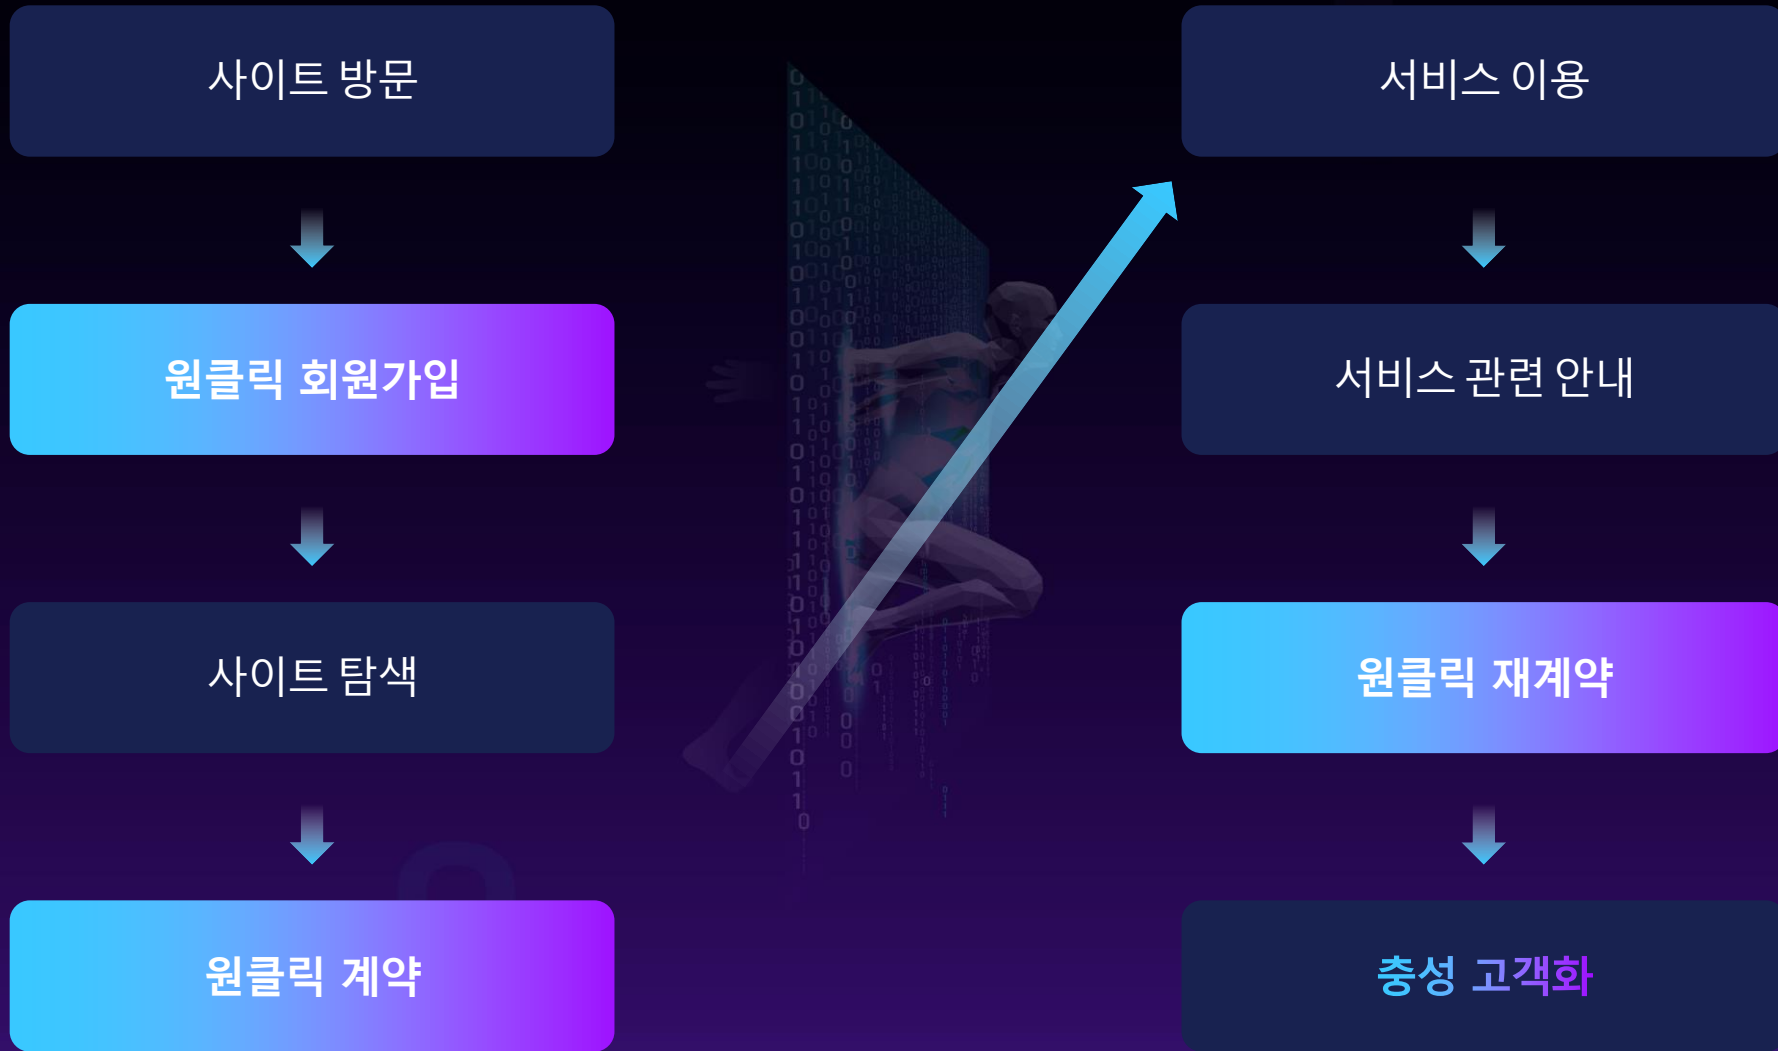 사이트 방문
원클릭 회원가입
사이트 탐색
원클릭 계약
서비스 이용
서비스 관련 안내
원클릭 재계약
충성 고객화